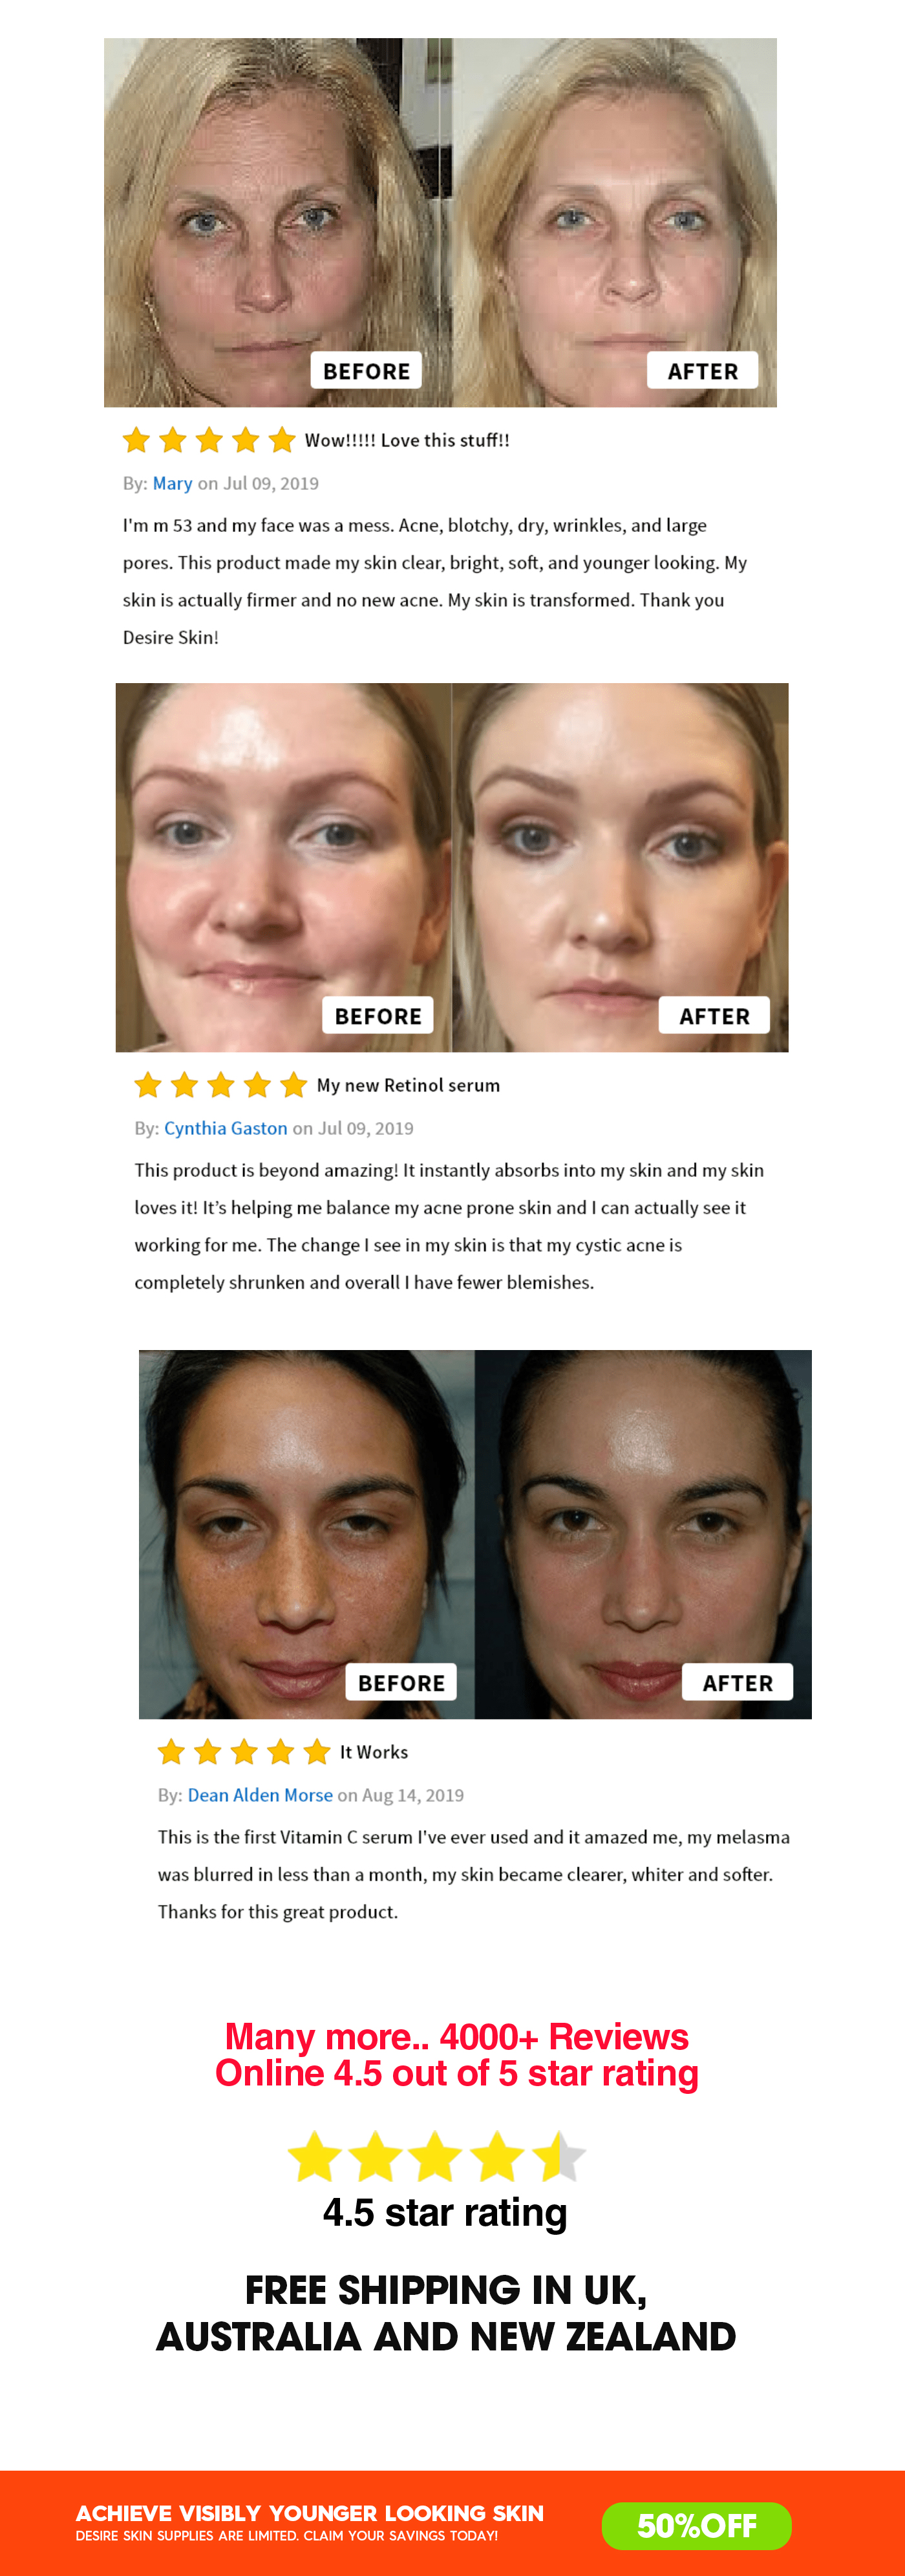 BEFORE
AFTER
Wow!!!!! Love this stuff!!
By: Mary on Jul 09, 2019
I'm m 53 and my face was a mess. Acne, blotchy, dry, wrinkles, and large
pores. This product made my skin clear, bright, soft, and younger looking. My
skin is actually firmer and no new acne. My skin is transformed. Thank you
Desire Skin!
BEFORE
AFTER
My new Retinol serum
By: Cynthia Gaston on Jul 09, 2019
This product is beyond amazing! It instantly absorbs into my skin and my skin
loves it! It’s helping me balance my acne prone skin and I can actually see it
working for me. The change I see in my skin is that my cystic acne is
completely shrunken and overall I have fewer blemishes.
BEFORE
AFTER
It Works
By: Dean Alden Morse on Aug 14, 2019
This is the first Vitamin C serum I've ever used and it amazed me, my melasma
was blurred in less than a month, my skin became clearer, whiter and softer.
Thanks for this great product.
Many more.. 4000+ Reviews
Online 4.5 out of 5 star rating
4.5 star rating
FREE SHIPPING IN UK,
AUSTRALIA AND NEW ZEALAND
ACHIEVE VISIBLY YOUNGER LOOKING SKIN
DESIRE SKIN SUPPLIES ARE LIMITED. CLAIM YOUR SAVINGS TODAY!
50%OFF